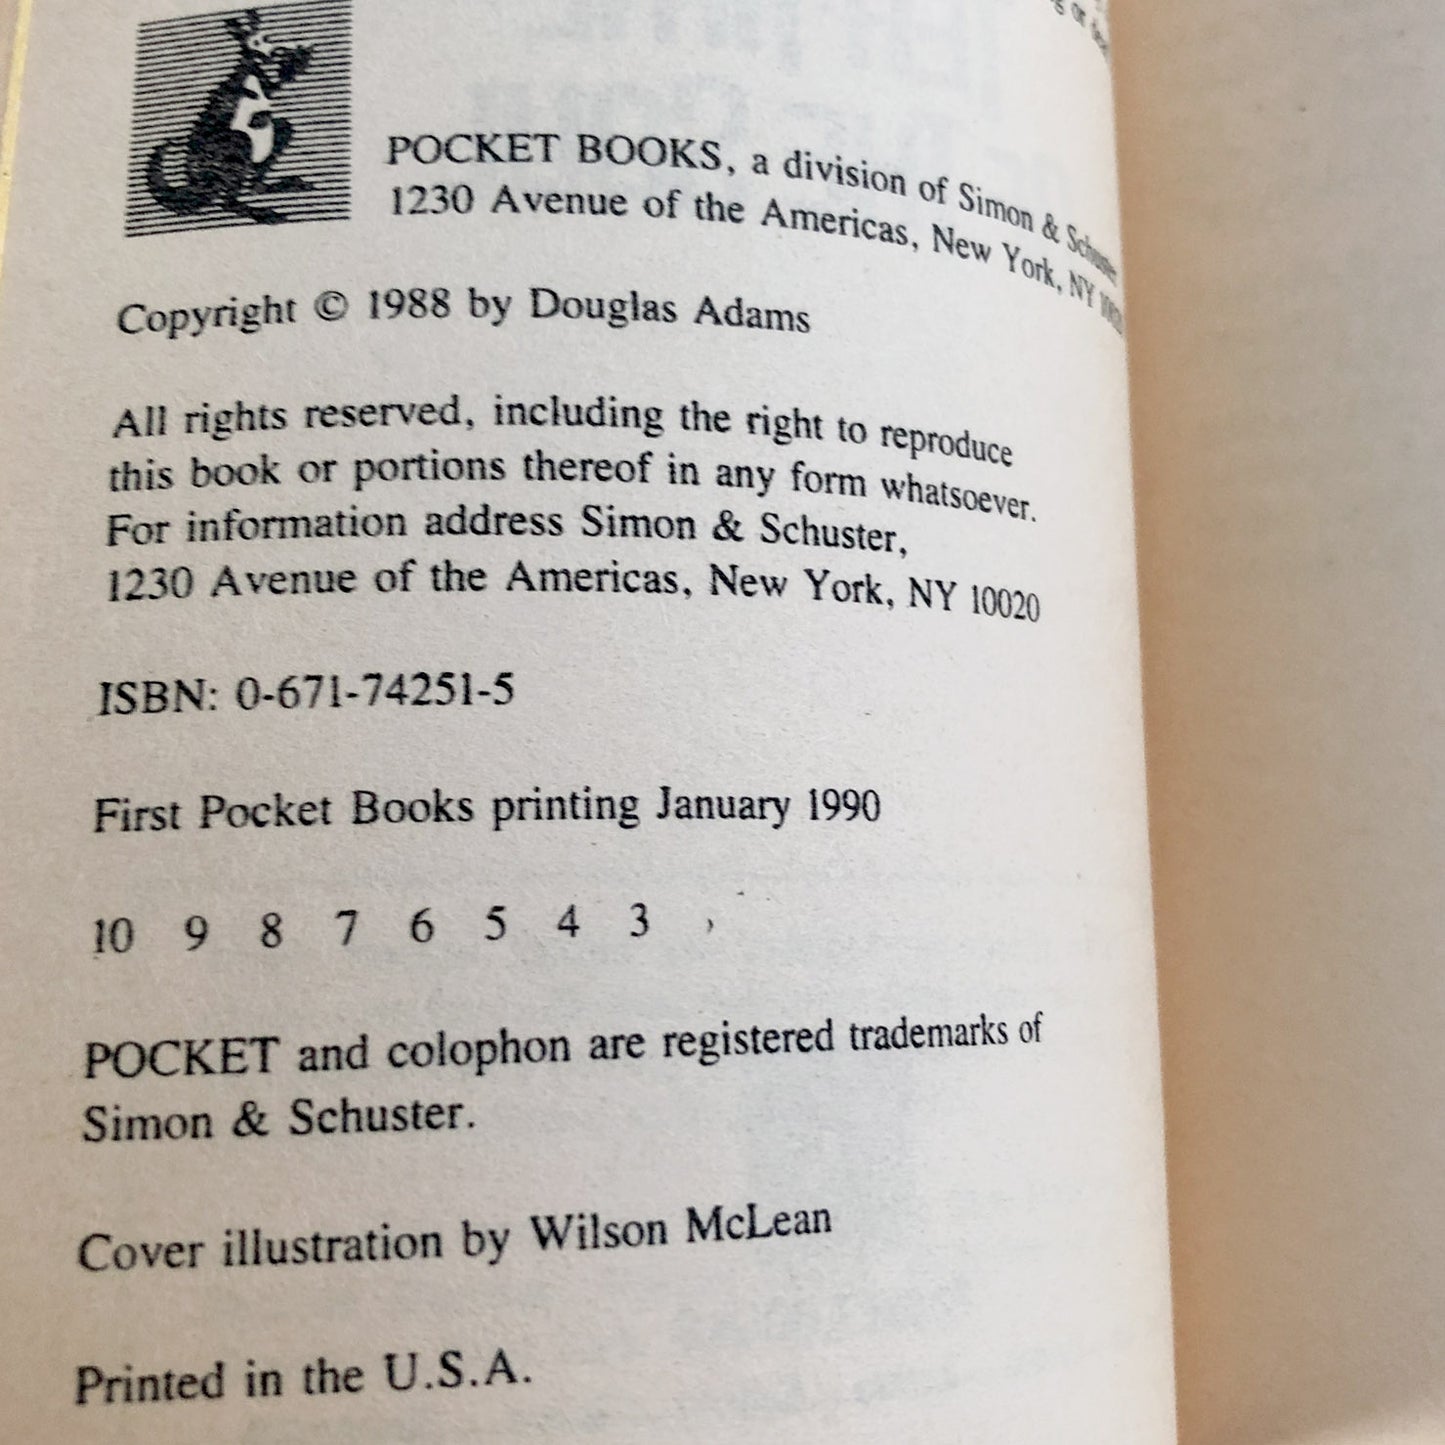 POCKET BOOKS, a division of Simon & Schuster
1230 Avenue of the Americas, New York, NY 10020
Copyright © 1988 by Douglas Adams
All rights reserved, including the right to reproduce
this book or portions thereof in any form whatsoever.
For information address Simon & Schuster,
1230 Avenue of the Americas, New York, NY 10020
ISBN: 0-671-74251-5
First Pocket Books printing January 1990
10 9 8 7 6 5 4 3
POCKET and colophon are registered trademarks of
Simon & Schuster.
Cover illustration by Wilson McLean
Printed in the U.S.A.